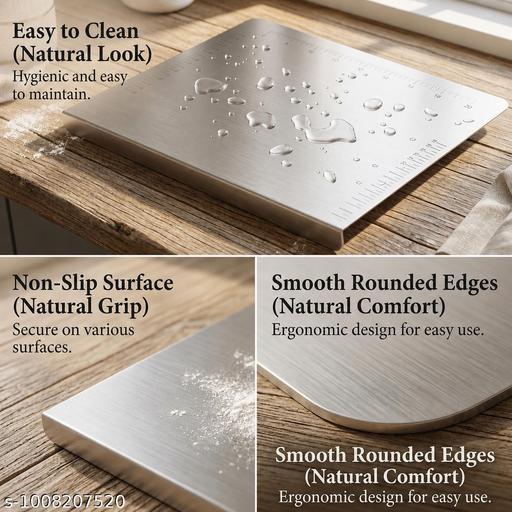 Easy to Clean
(Natural Look)
Hygienic and easy
to maintain.
Non-Slip Surface
(Natural Grip)
Secure on various
surfaces.
Smooth Rounded Edges
(Natural Comfort)
Ergonomic design for easy use.
Smooth Rounded Edges
(Natural Comfort)
Ergonomic design for easy use.
s-1008207520